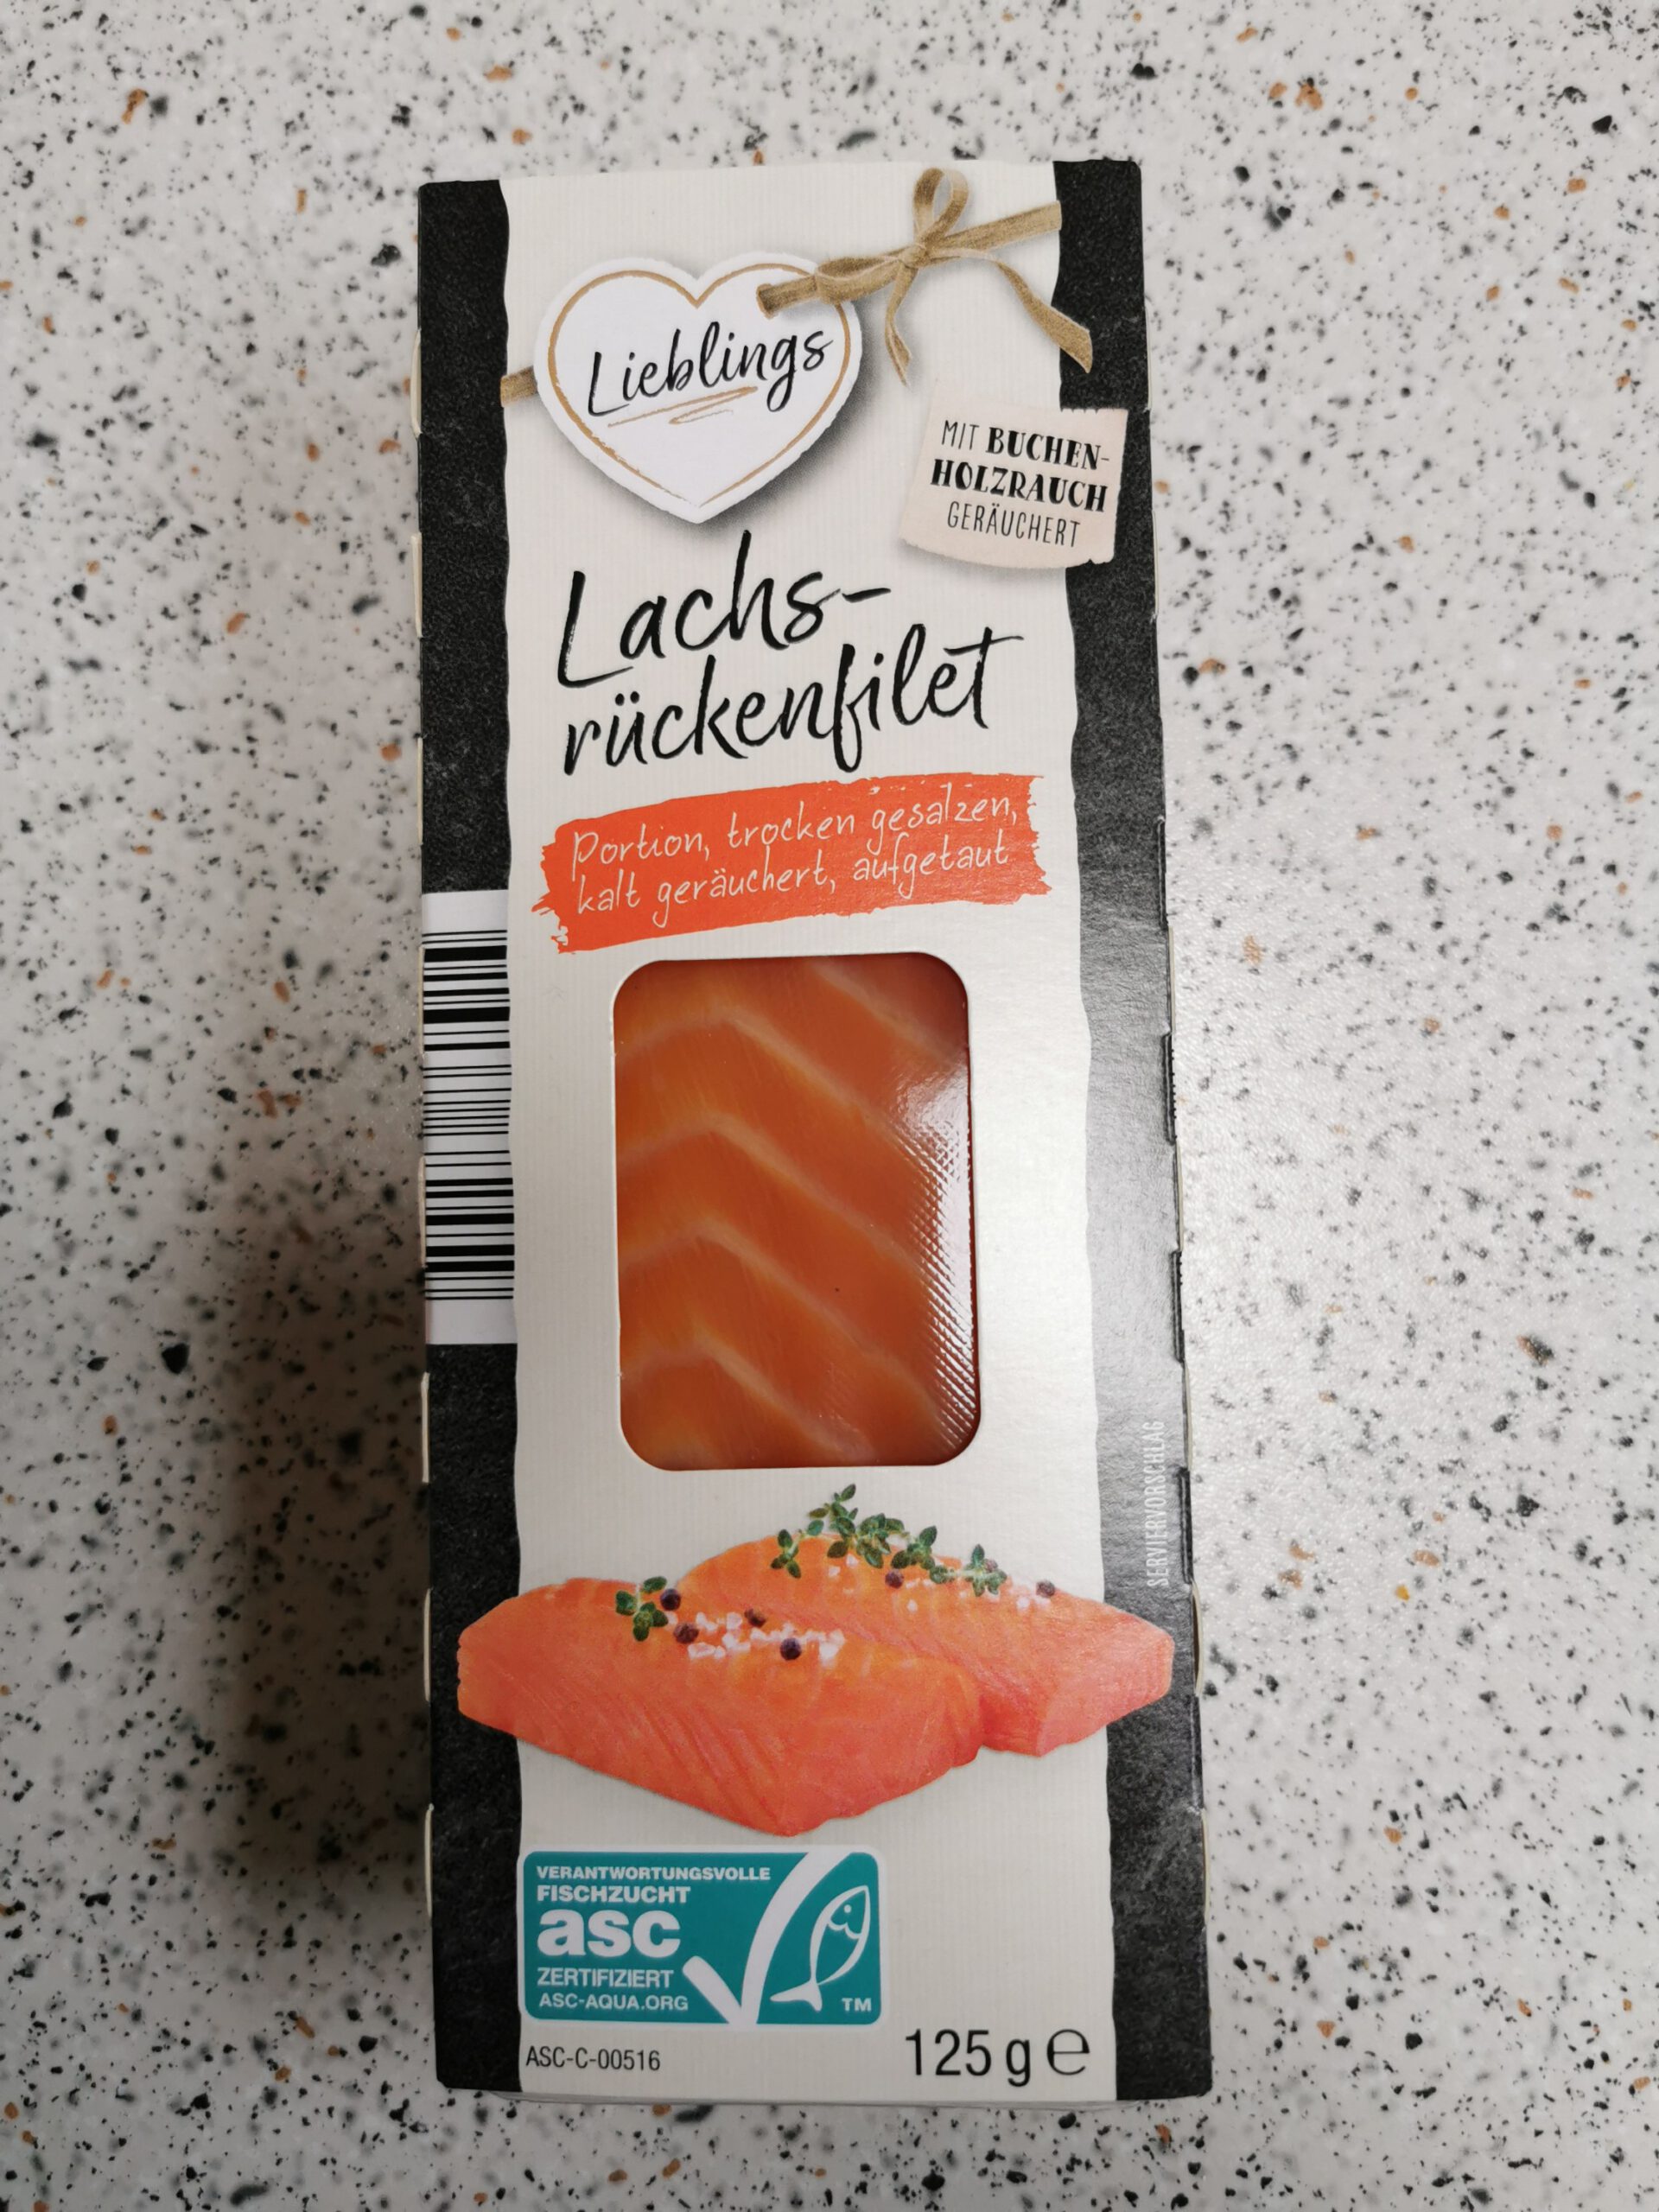 Lieblings
MIT BUCHEN-
HOLZRAUCH
GERÄUCHERT
Lachs-
rückenfilet
Portion, trocken gesalzen,
kalt geräuchert, aufgetaut
SERVIERVORSCHLAG
VERANTWORTUNGSVOLLE
FISCHZUCHT
asc
ZERTIFIZIERT
ASC-AQUA.ORG
TM
ASC-C-00516
125 g e